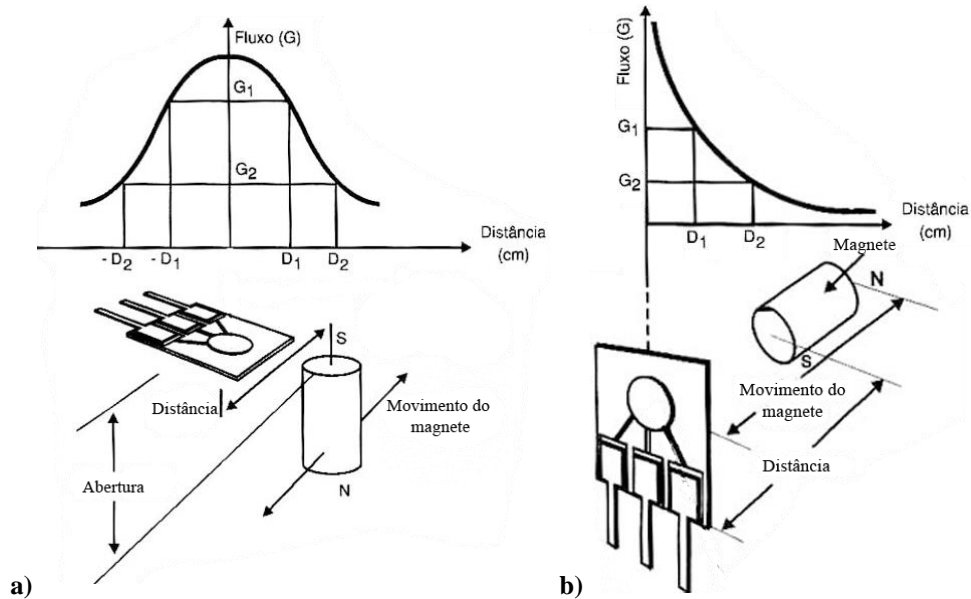 Fluxo (G)
G1
G2
Distância
(cm)
- D2
- D1
D1
D2
S
Distância
Movimento do
magnete
Abertura
N
a)
Fluxo (G)
G1
G2
Distância
(cm)
D1
D2
Magnete
N
S
Movimento do
magnete
Distância
b)